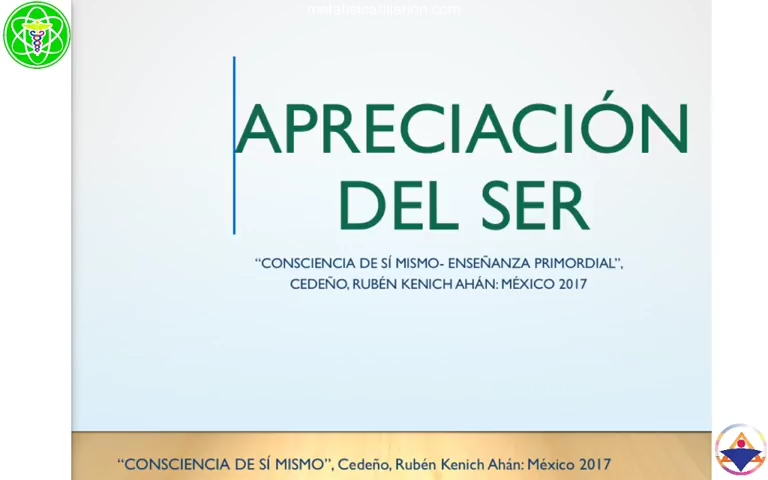 APRECIACIÓN
DEL SER
“CONSCIENCIA DE SÍ MISMO- ENSEÑANZA PRIMORDIAL”,
CEDEÑO, RUBÉN KENICH AHÁN: MÉXICO 2017
“CONSCIENCIA DE SÍ MISMO”, Cedeño, Rubén Kenich Ahán: México 2017